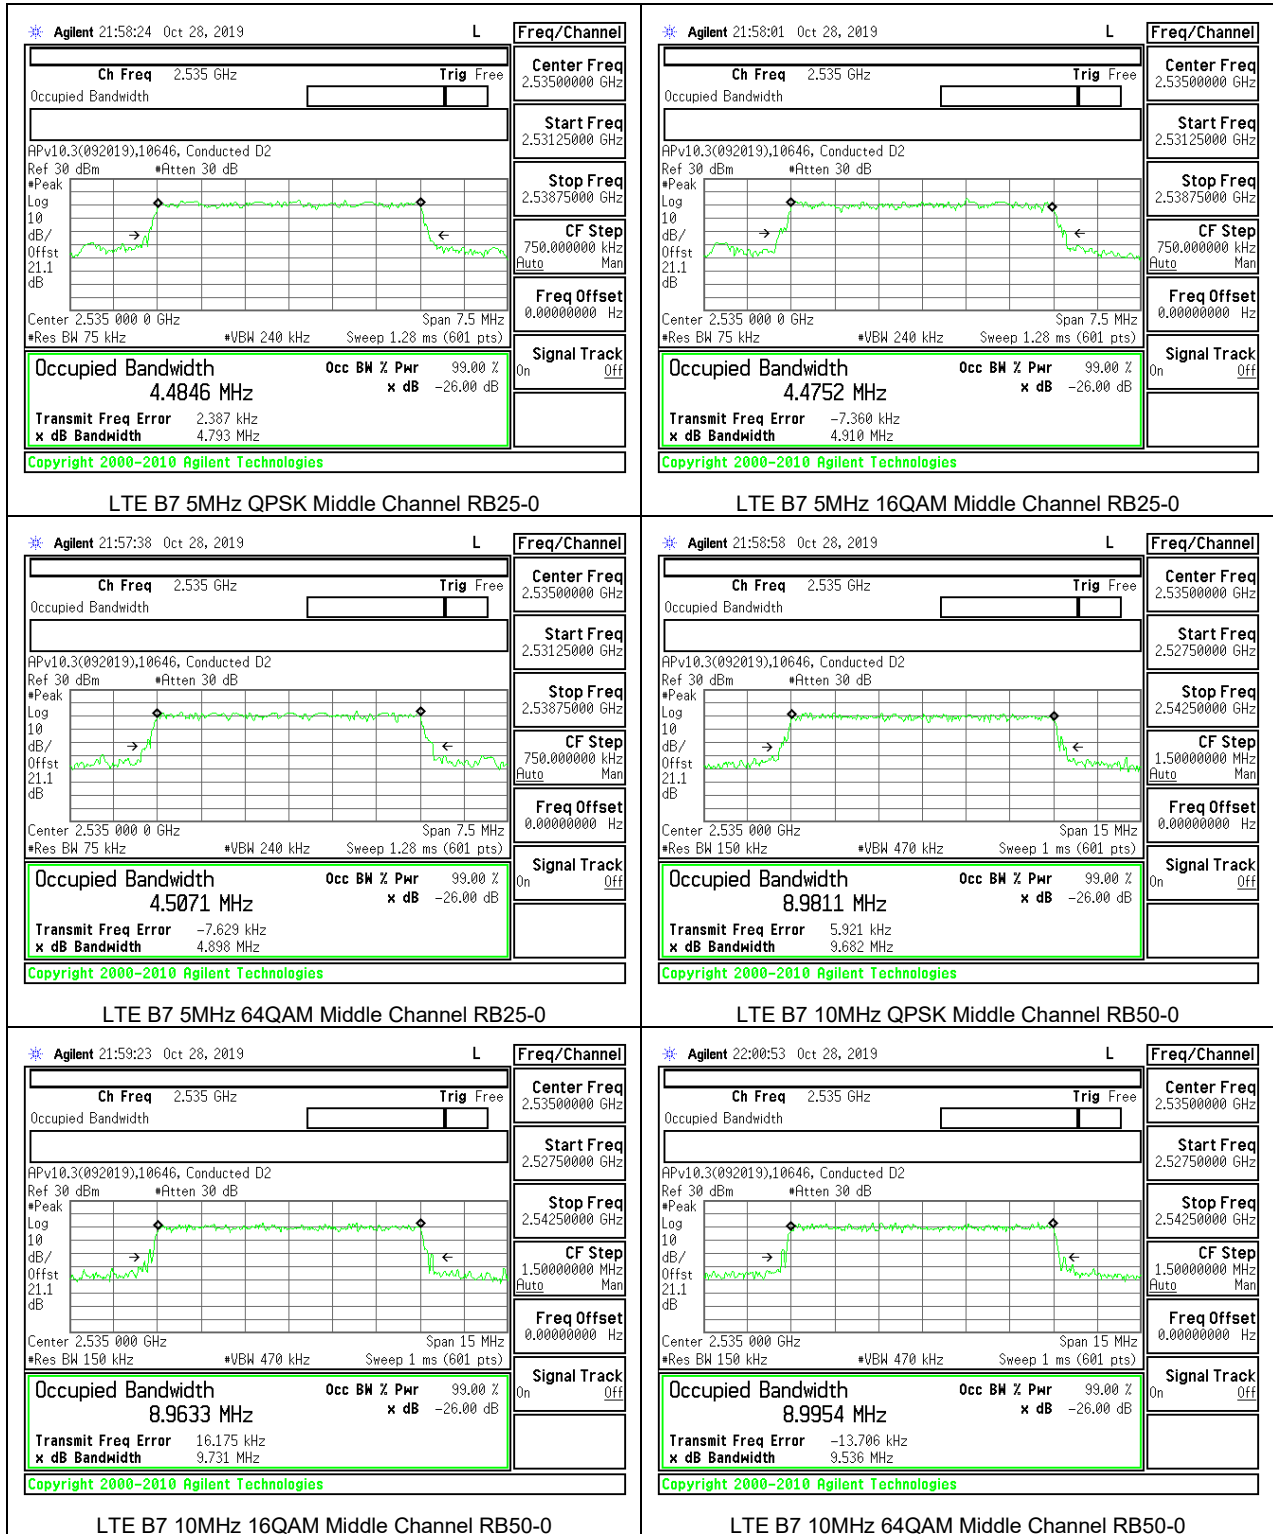 Agilent 21:58:24 Oct 28, 2019 L Freq/Channel
Ch Freq 2.535 GHz Trig Free
Occupied Bandwidth
Center Freq
2.53500000 GHz
Start Freq
2.53125000 GHz
Stop Freq
2.53875000 GHz
CF Step
750.000000 kHz
Auto Man
Freq Offset
0.00000000 Hz
Signal Track
On Off
APv10.3(092019),10646, Conducted D2
Ref 30 dBm #Atten 30 dB
#Peak
Log
10
dB/
Offst
21.1
dB
Center 2.535 000 0 GHz Span 7.5 MHz
#Res BW 75 kHz #VBW 240 kHz Sweep 1.28 ms (601 pts)
Occupied Bandwidth Occ BW % Pwr 99.00 %
4.4846 MHz x dB -26.00 dB
Transmit Freq Error 2.387 kHz
x dB Bandwidth 4.793 MHz
Copyright 2000-2010 Agilent Technologies
LTE B7 5MHz QPSK Middle Channel RB25-0
Agilent 21:58:01 Oct 28, 2019 L Freq/Channel
Ch Freq 2.535 GHz Trig Free
Occupied Bandwidth
Center Freq
2.53500000 GHz
Start Freq
2.53125000 GHz
Stop Freq
2.53875000 GHz
CF Step
750.000000 kHz
Auto Man
Freq Offset
0.00000000 Hz
Signal Track
On Off
APv10.3(092019),10646, Conducted D2
Ref 30 dBm #Atten 30 dB
#Peak
Log
10
dB/
Offst
21.1
dB
Center 2.535 000 0 GHz Span 7.5 MHz
#Res BW 75 kHz #VBW 240 kHz Sweep 1.28 ms (601 pts)
Occupied Bandwidth Occ BW % Pwr 99.00 %
4.4752 MHz x dB -26.00 dB
Transmit Freq Error -7.360 kHz
x dB Bandwidth 4.910 MHz
Copyright 2000-2010 Agilent Technologies
LTE B7 5MHz 16QAM Middle Channel RB25-0
Agilent 21:57:38 Oct 28, 2019 L Freq/Channel
Ch Freq 2.535 GHz Trig Free
Occupied Bandwidth
Center Freq
2.53500000 GHz
Start Freq
2.53125000 GHz
Stop Freq
2.53875000 GHz
CF Step
750.000000 kHz
Auto Man
Freq Offset
0.00000000 Hz
Signal Track
On Off
APv10.3(092019),10646, Conducted D2
Ref 30 dBm #Atten 30 dB
#Peak
Log
10
dB/
Offst
21.1
dB
Center 2.535 000 0 GHz Span 7.5 MHz
#Res BW 75 kHz #VBW 240 kHz Sweep 1.28 ms (601 pts)
Occupied Bandwidth Occ BW % Pwr 99.00 %
4.5071 MHz x dB -26.00 dB
Transmit Freq Error -7.629 kHz
x dB Bandwidth 4.898 MHz
Copyright 2000-2010 Agilent Technologies
LTE B7 5MHz 64QAM Middle Channel RB25-0
Agilent 21:58:58 Oct 28, 2019 L Freq/Channel
Ch Freq 2.535 GHz Trig Free
Occupied Bandwidth
Center Freq
2.53500000 GHz
Start Freq
2.52750000 GHz
Stop Freq
2.54250000 GHz
CF Step
1.50000000 MHz
Auto Man
Freq Offset
0.00000000 Hz
Signal Track
On Off
APv10.3(092019),10646, Conducted D2
Ref 30 dBm #Atten 30 dB
#Peak
Log
10
dB/
Offst
21.1
dB
Center 2.535 000 GHz Span 15 MHz
#Res BW 150 kHz #VBW 470 kHz Sweep 1 ms (601 pts)
Occupied Bandwidth Occ BW % Pwr 99.00 %
8.9811 MHz x dB -26.00 dB
Transmit Freq Error 5.921 kHz
x dB Bandwidth 9.682 MHz
Copyright 2000-2010 Agilent Technologies
LTE B7 10MHz QPSK Middle Channel RB50-0
Agilent 21:59:23 Oct 28, 2019 L Freq/Channel
Ch Freq 2.535 GHz Trig Free
Occupied Bandwidth
Center Freq
2.53500000 GHz
Start Freq
2.52750000 GHz
Stop Freq
2.54250000 GHz
CF Step
1.50000000 MHz
Auto Man
Freq Offset
0.00000000 Hz
Signal Track
On Off
APv10.3(092019),10646, Conducted D2
Ref 30 dBm #Atten 30 dB
#Peak
Log
10
dB/
Offst
21.1
dB
Center 2.535 000 GHz Span 15 MHz
#Res BW 150 kHz #VBW 470 kHz Sweep 1 ms (601 pts)
Occupied Bandwidth Occ BW % Pwr 99.00 %
8.9633 MHz x dB -26.00 dB
Transmit Freq Error 16.175 kHz
x dB Bandwidth 9.731 MHz
Copyright 2000-2010 Agilent Technologies
LTE B7 10MHz 16QAM Middle Channel RB50-0
Agilent 22:00:53 Oct 28, 2019 L Freq/Channel
Ch Freq 2.535 GHz Trig Free
Occupied Bandwidth
Center Freq
2.53500000 GHz
Start Freq
2.52750000 GHz
Stop Freq
2.54250000 GHz
CF Step
1.50000000 MHz
Auto Man
Freq Offset
0.00000000 Hz
Signal Track
On Off
APv10.3(092019),10646, Conducted D2
Ref 30 dBm #Atten 30 dB
#Peak
Log
10
dB/
Offst
21.1
dB
Center 2.535 000 GHz Span 15 MHz
#Res BW 150 kHz #VBW 470 kHz Sweep 1 ms (601 pts)
Occupied Bandwidth Occ BW % Pwr 99.00 %
8.9954 MHz x dB -26.00 dB
Transmit Freq Error -13.706 kHz
x dB Bandwidth 9.536 MHz
Copyright 2000-2010 Agilent Technologies
LTE B7 10MHz 64QAM Middle Channel RB50-0